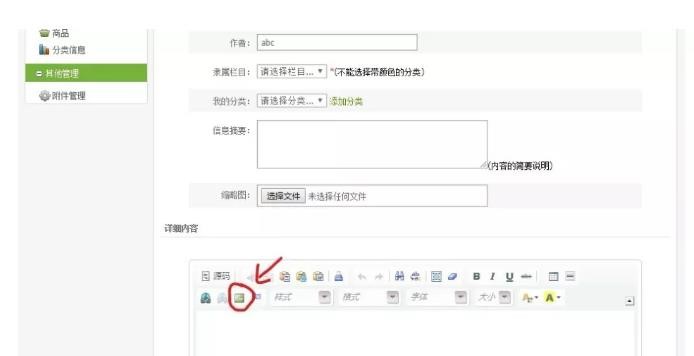 商品
分类信息
其他管理
附件管理
作者: abc
隶属栏目: 请选择栏目... *(不能选择带颜色的分类)
我的分类: 请选择分类... 添加分类
信息摘要:
(内容的简要说明)
缩略图: 选择文件 未选择任何文件
详细内容
源码 B I U
样式 格式 字体 大小 A A